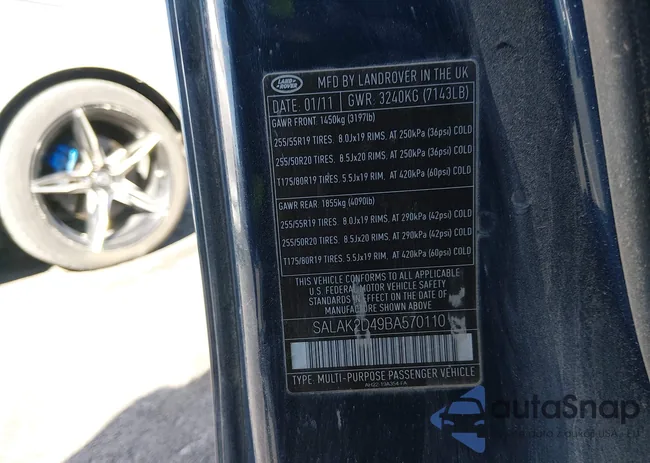 LAND ROVER
MFD BY LANDROVER IN THE UK
DATE. 01/11 GWR. 3240KG (7143LB)
GAWR FRONT. 1450kg (3197lb)
255/55R19 TIRES. 8.0Jx19 RIMS, AT 250kPa (36psi) COLD
255/50R20 TIRES. 8.5Jx20 RIMS, AT 250kPa (36psi) COLD
T175/80R19 TIRES. 5.5Jx19 RIM, AT 420kPa (60psi) COLD
GAWR REAR. 1855kg (4090lb)
255/55R19 TIRES. 8.0Jx19 RIMS, AT 290kPa (42psi) COLD
255/50R20 TIRES. 8.5Jx20 RIMS, AT 290kPa (42psi) COLD
T175/80R19 TIRES. 5.5Jx19 RIM, AT 420kPa (60psi) COLD
THIS VEHICLE CONFORMS TO ALL APPLICABLE
U.S. FEDERAL MOTOR VEHICLE SAFETY
STANDARDS IN EFFECT ON THE DATE OF
MANUFACTURE SHOWN ABOVE.
SALAK2D49BA570110
TYPE. MULTI-PURPOSE PASSENGER VEHICLE
autoSnap